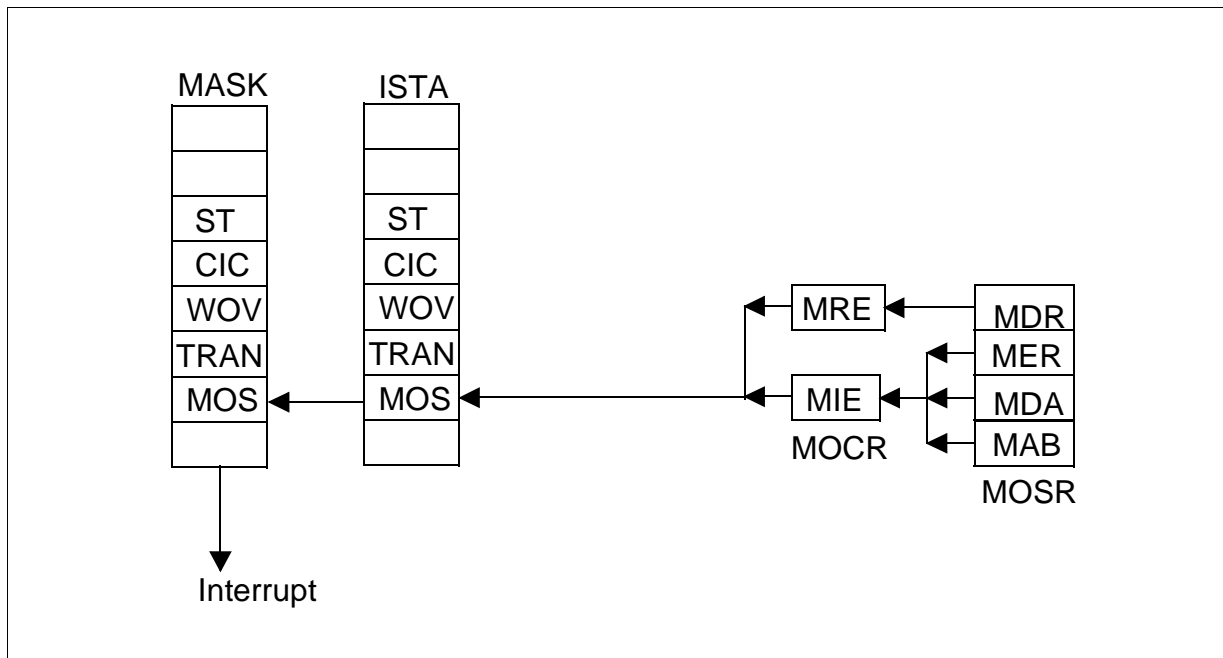 MASK
ISTA
ST
ST
CIC
CIC
WOV
WOV
MRE
MDR
TRAN
TRAN
MER
MOS
MOS
MIE
MDA
MOCR
MAB
MOSR
Interrupt